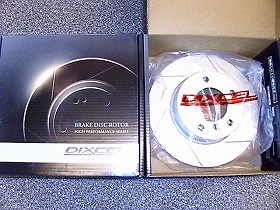 BRAKE DISC ROTOR
HIGH PERFORMANCE SERIES
DIXCEL
DIXCEL